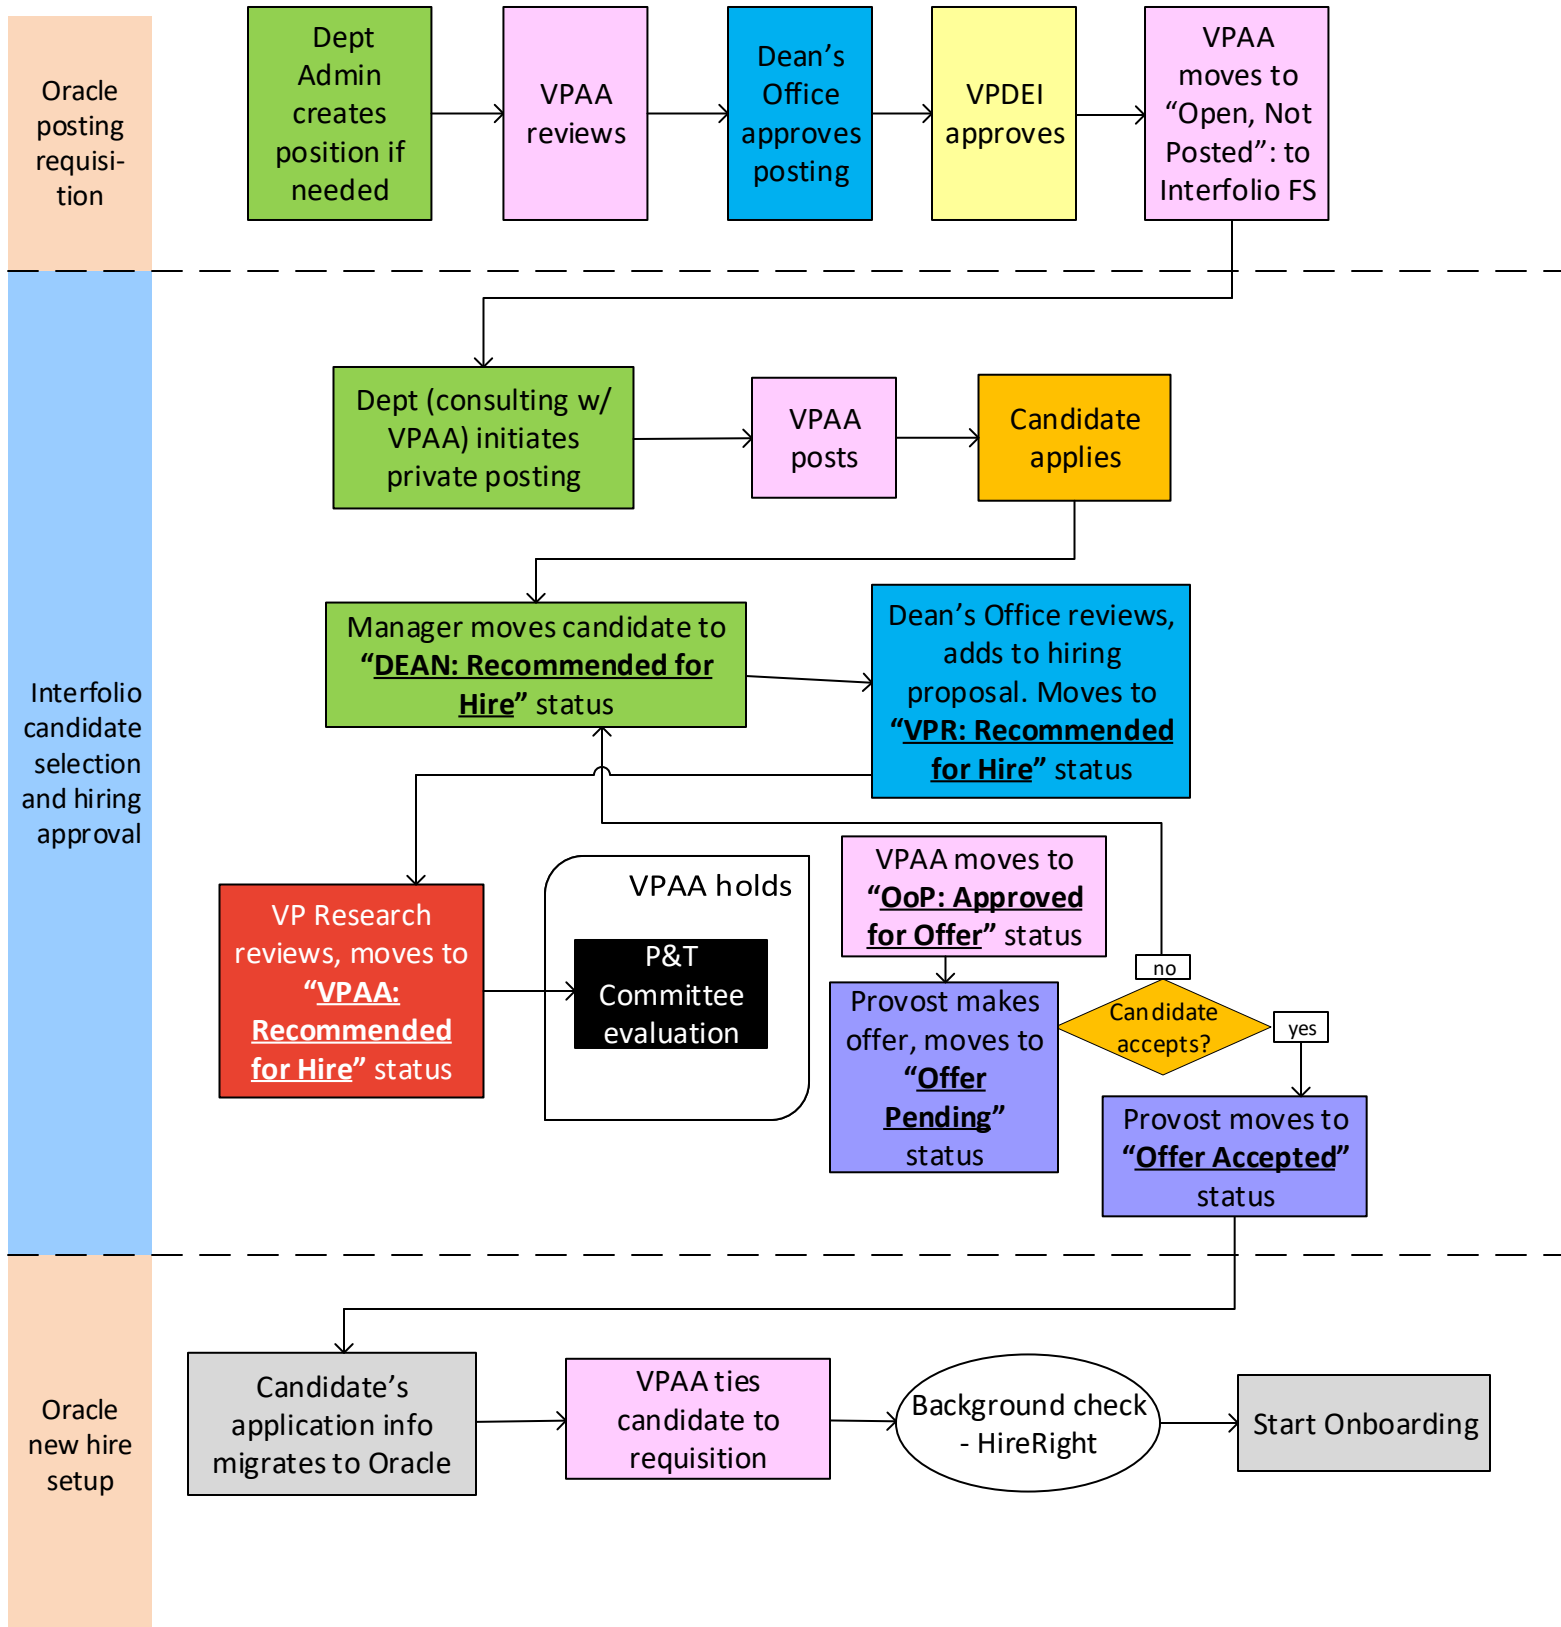 Oracle
posting
requisi-
tion
Dept
Admin
creates
position if
needed
VPAA
reviews
Dean’s
Office
approves
posting
VPDEI
approves
VPAA
moves to
“Open, Not
Posted”: to
Interfolio FS
Interfolio
candidate
selection
and hiring
approval
Dept (consulting w/
VPAA) initiates
private posting
VPAA
posts
Candidate
applies
Manager moves candidate to
“DEAN: Recommended for
Hire” status
Dean’s Office reviews,
adds to hiring
proposal. Moves to
“VPR: Recommended
for Hire” status
VP Research
reviews, moves to
“VPAA:
Recommended
for Hire” status
VPAA holds
P&T
Committee
evaluation
VPAA moves to
“OoP: Approved
for Offer” status
Provost makes
offer, moves to
“Offer
Pending”
status
no
Candidate
accepts?
yes
Provost moves to
“Offer Accepted”
status
Oracle
new hire
setup
Candidate’s
application info
migrates to Oracle
VPAA ties
candidate to
requisition
Background check
- HireRight
Start Onboarding